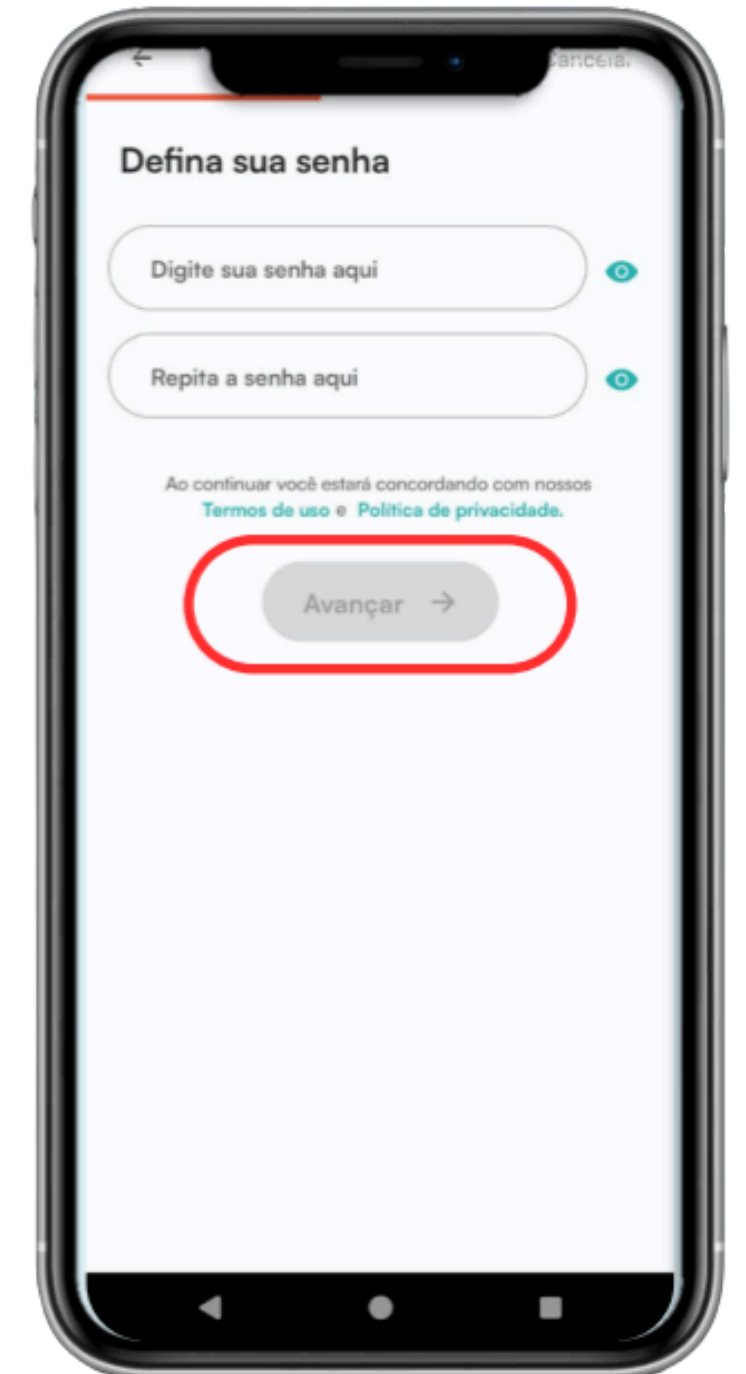 Defina sua senha
Digite sua senha aqui
Repita a senha aqui
Ao continuar você estará concordando com nossos
Termos de uso e Política de privacidade.
Avançar